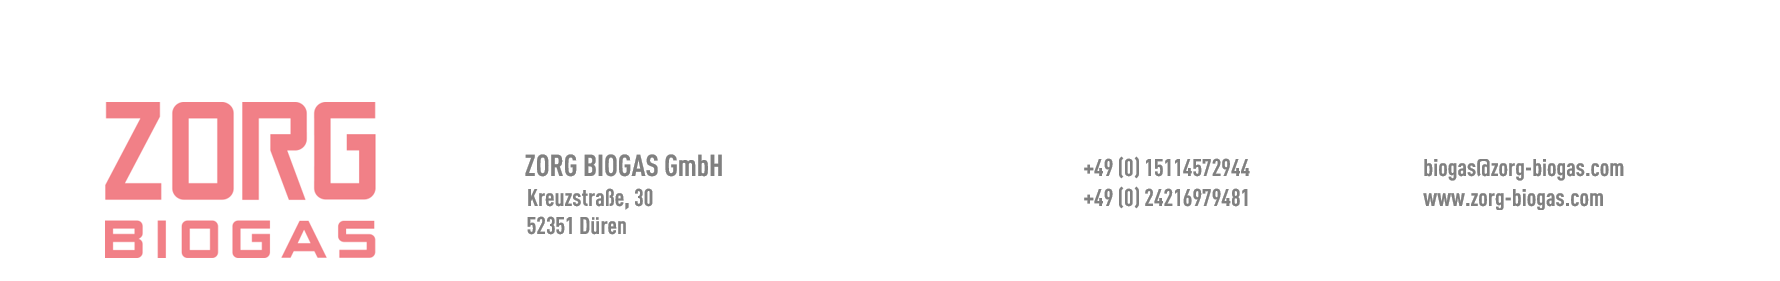 ZORG
BIOGAS
ZORG BIOGAS GmbH
Kreuzstraße, 30
52351 Düren
+49 (0) 15114572944
+49 (0) 24216979481
biogas@zorg-biogas.com
www.zorg-biogas.com